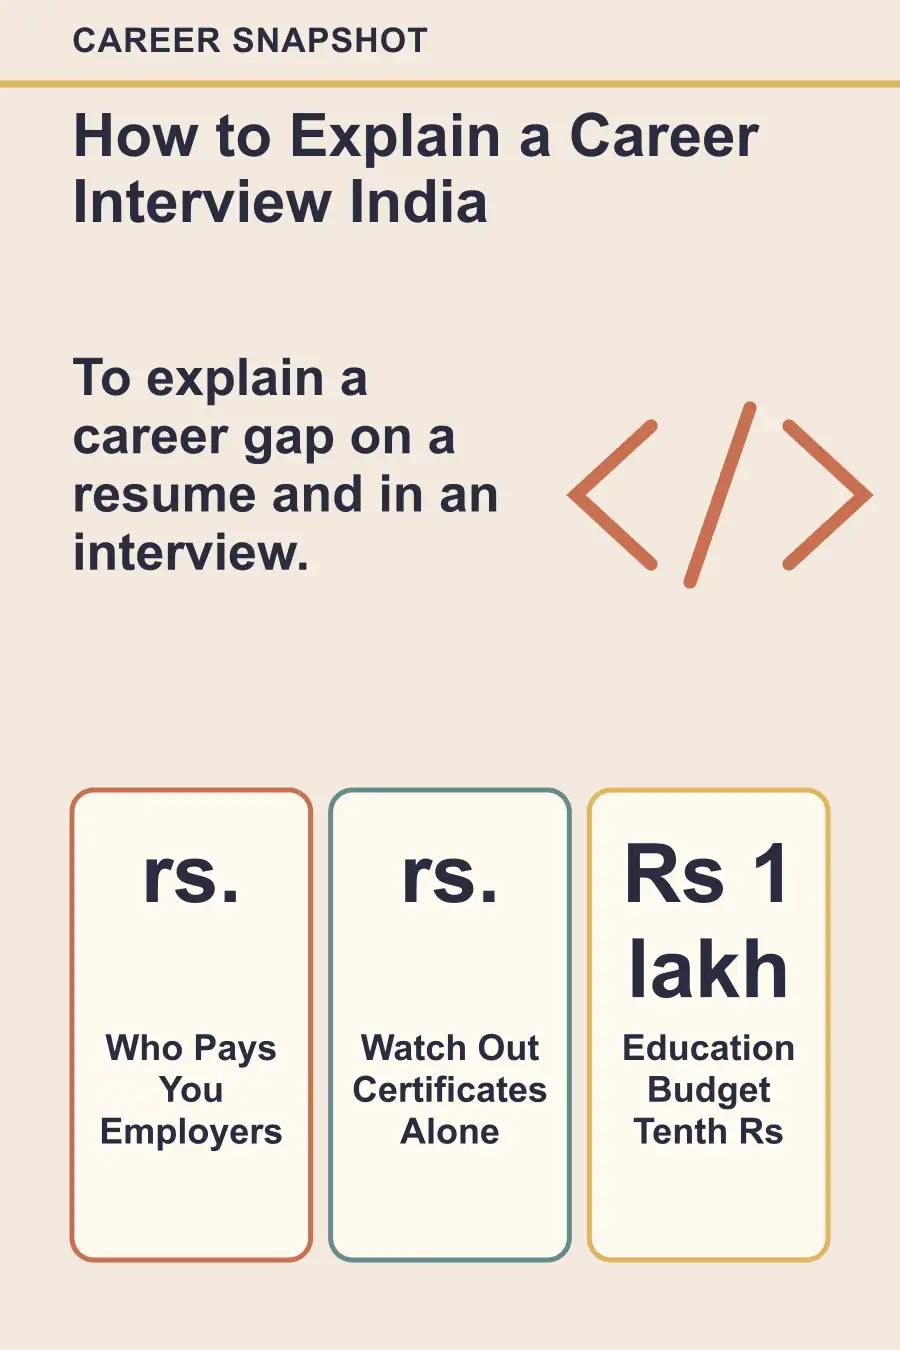 CAREER SNAPSHOT
How to Explain a Career
Interview India
To explain a
career gap on a
resume and in an
interview.
rs.
Who Pays
You
Employers
rs.
Watch Out
Certificates
Alone
Rs 1
lakh
Education
Budget
Tenth Rs